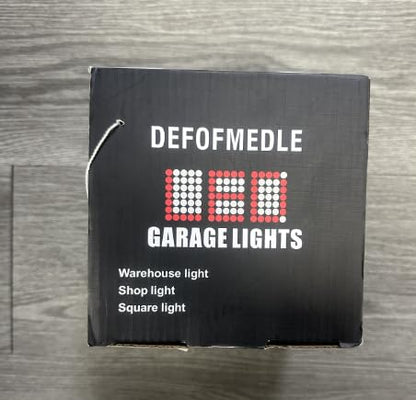 DEFOFMEDLE
LED
GARAGE LIGHTS
Warehouse light
Shop light
Square light